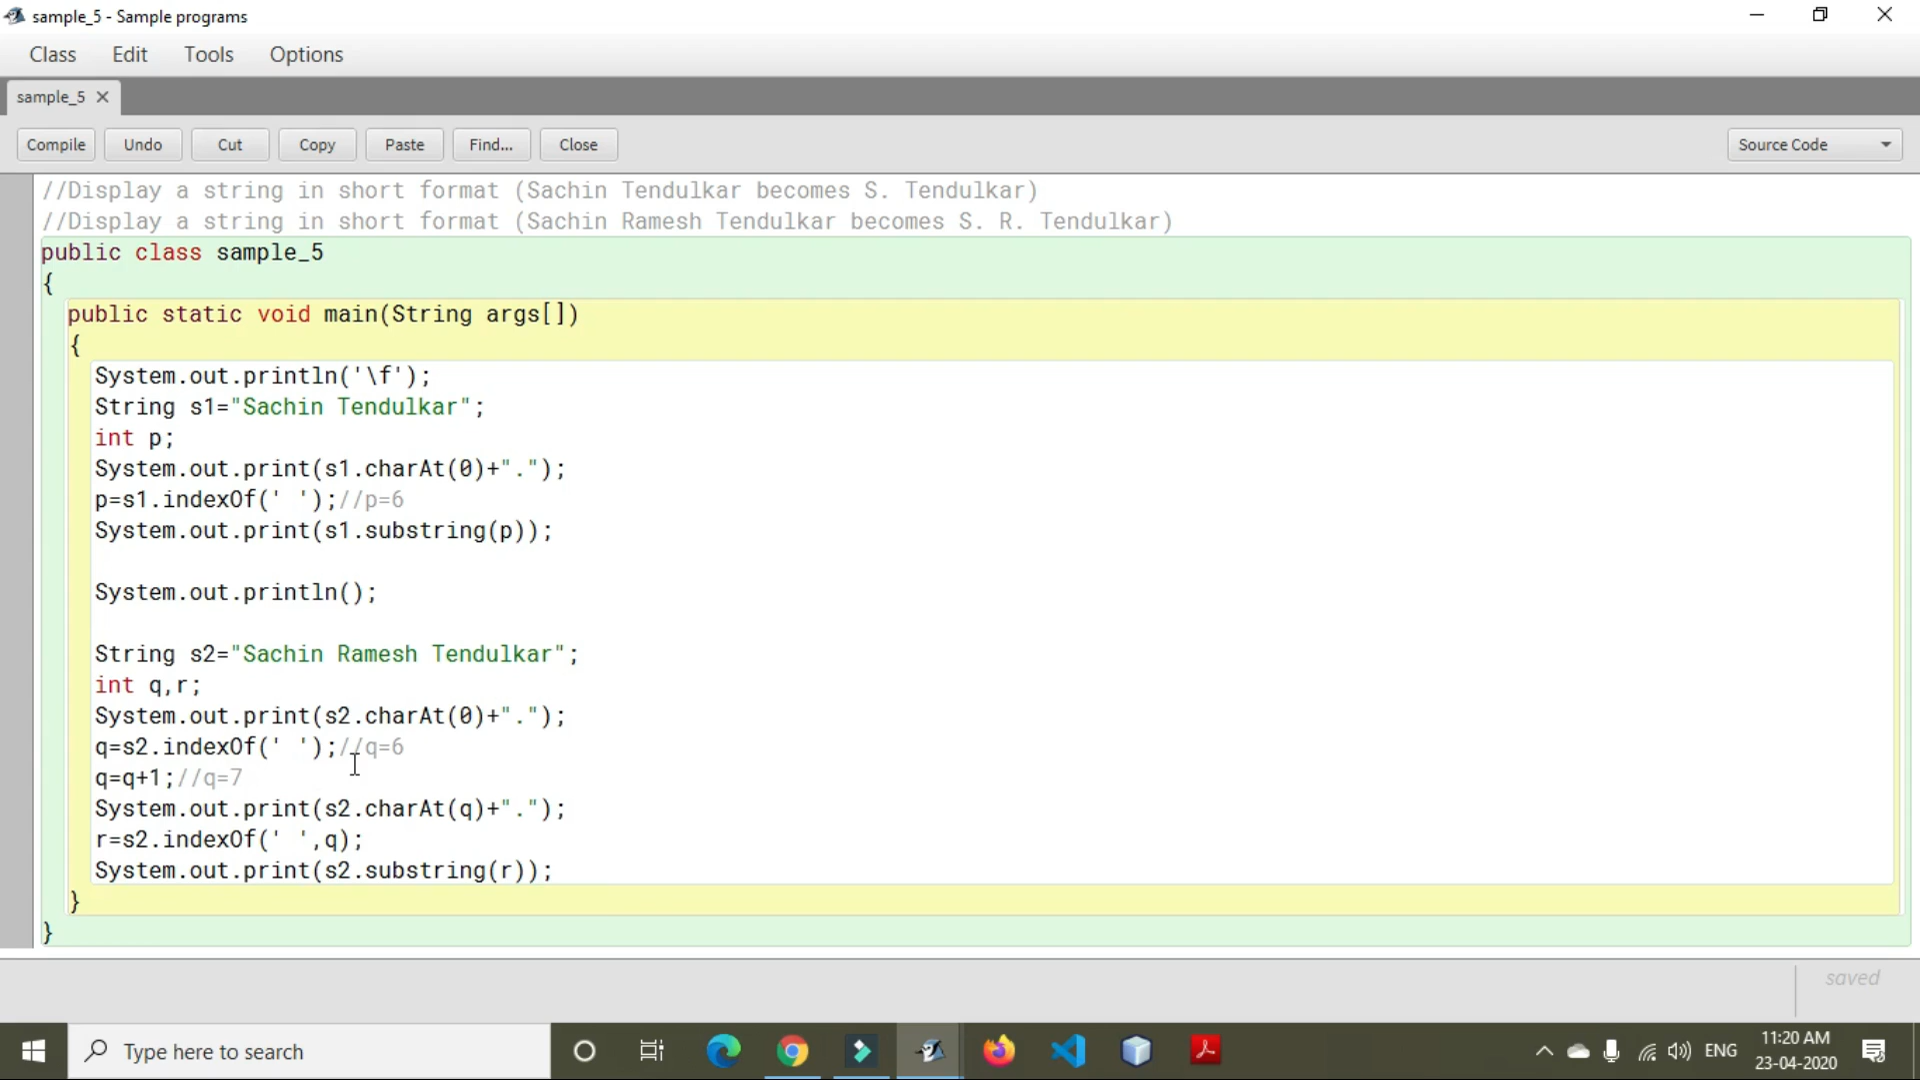 sample_5 - Sample programs
Class Edit Tools Options
sample_5
Compile Undo Cut Copy Paste Find... Close Source Code
//Display a string in short format (Sachin Tendulkar becomes S. Tendulkar)
//Display a string in short format (Sachin Ramesh Tendulkar becomes S. R. Tendulkar)
public class sample_5
{
public static void main(String args[])
{
System.out.println('\f');
String s1="Sachin Tendulkar";
int p;
System.out.print(s1.charAt(0)+".");
p=s1.indexOf(' ');//p=6
System.out.print(s1.substring(p));
System.out.println();
String s2="Sachin Ramesh Tendulkar";
int q,r;
System.out.print(s2.charAt(0)+".");
q=s2.indexOf(' ');//q=6
q=q+1;//q=7
System.out.print(s2.charAt(q)+".");
r=s2.indexOf(' ',q);
System.out.print(s2.substring(r));
}
}
saved
Type here to search
ENG
11:20 AM
23-04-2020